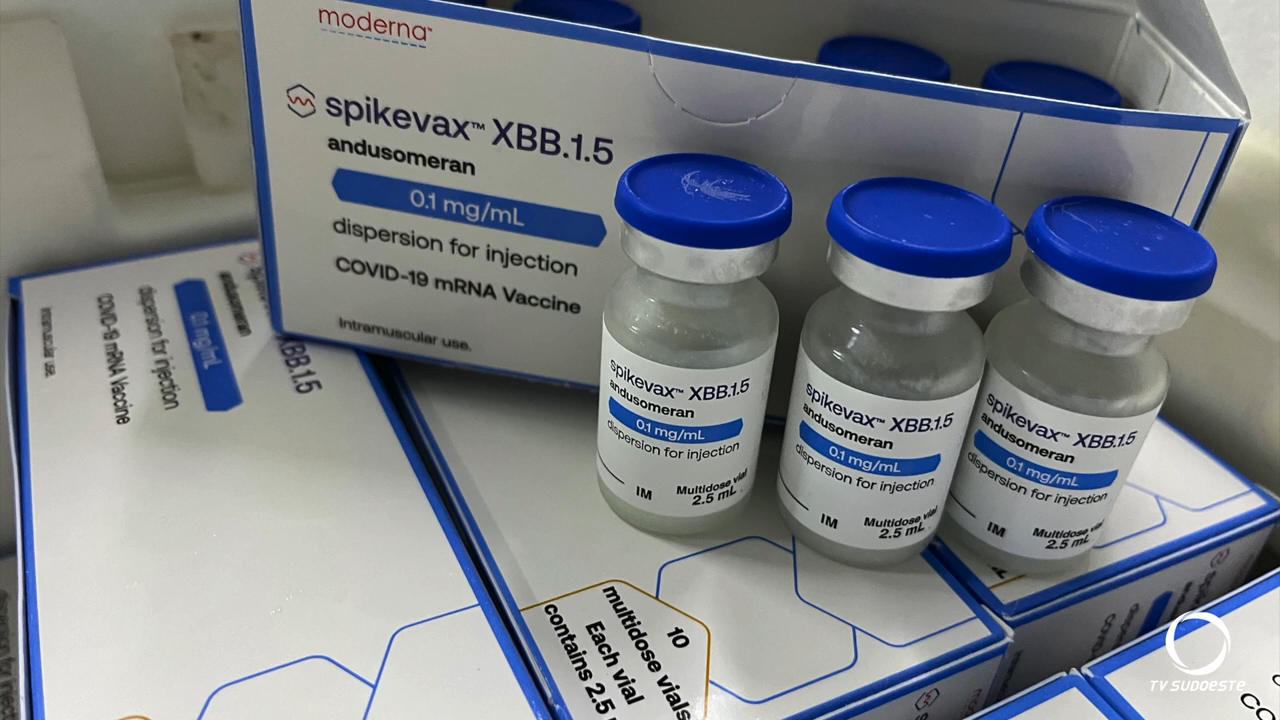 moderna
spikevax™ XBB.1.5
andusomeran
0.1 mg/mL
dispersion for injection
COVID-19 mRNA Vaccine
Intramuscular use.
XBB.1.5
andusomeran
0.1 mg/mL
dispersion for injection
COVID-19 mRNA Vaccine
Intramuscular use.
spikevax™ XBB.1.5
andusomeran
0.1 mg/mL
dispersion for injection
IM
Multidose vial
2.5 mL
spikevax™ XBB.1.5
andusomeran
0.1 mg/mL
dispersion for injection
IM
Multidose vial
2.5 mL
spikevax™ XBB.1.5
andusomeran
0.1 mg/mL
dispersion for injection
IM
Multidose vial
2.5 mL
10
multidose vials
Each vial
contains 2.5
TV SUDOESTE